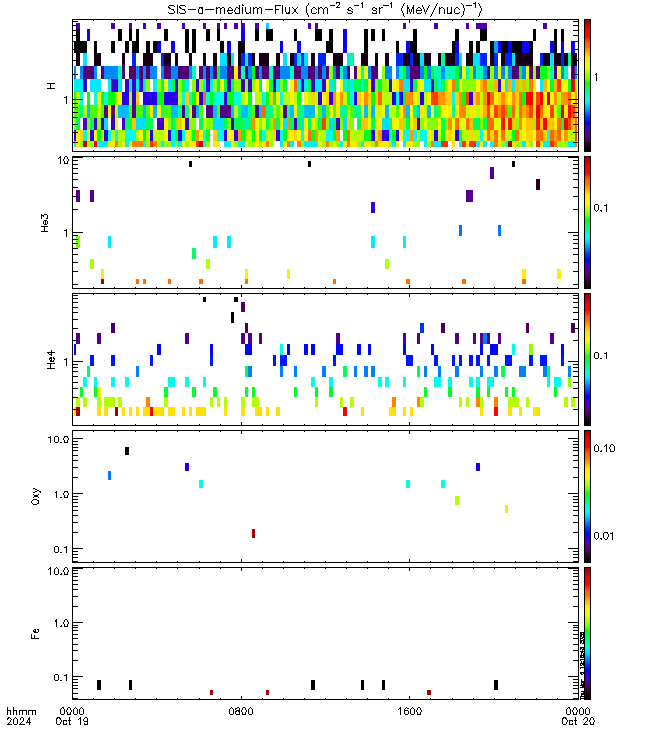 SIS-a-medium-Flux (cm⁻² s⁻¹ sr⁻¹ (MeV/nuc)⁻¹)
H
1
1
He3
10
1
0.1
He4
1
0.1
Oxy
10.0
1.0
0.1
0.10
0.01
Fe
10.0
1.0
0.1
hhmm 0000 0800 1600 0000
2024 Oct 19 Oct 20